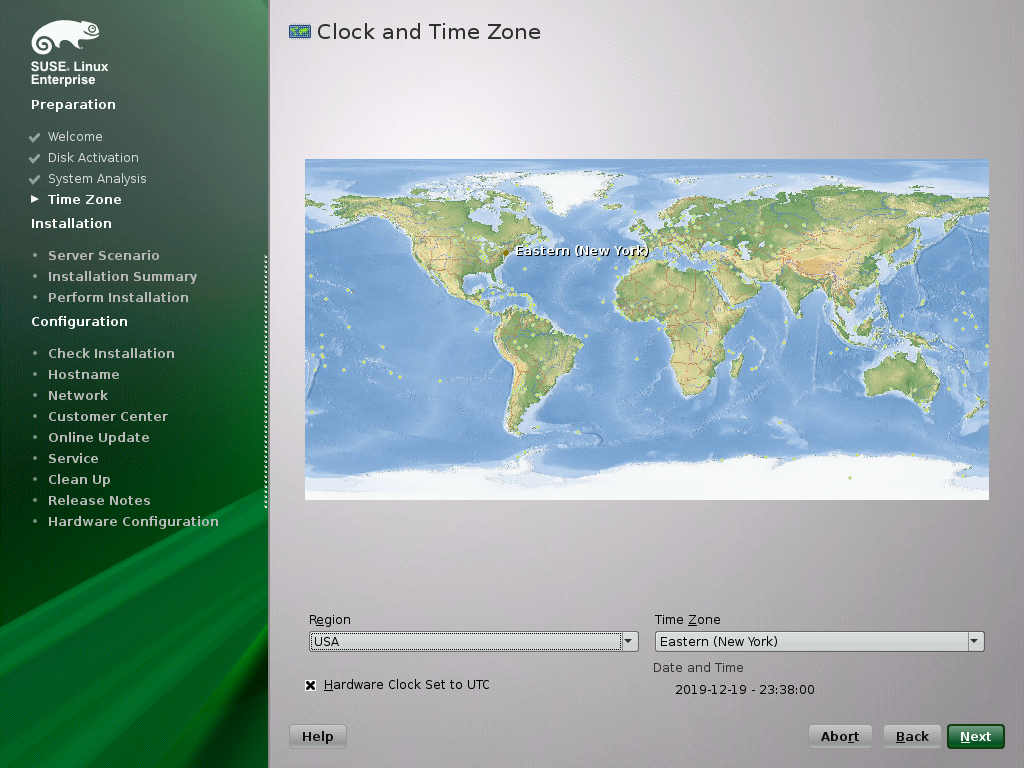 SUSE. Linux
Enterprise
Preparation
Welcome
Disk Activation
System Analysis
Time Zone
Installation
Server Scenario
Installation Summary
Perform Installation
Configuration
Check Installation
Hostname
Network
Customer Center
Online Update
Service
Clean Up
Release Notes
Hardware Configuration
Clock and Time Zone
Eastern (New York)
Region
Time Zone
USA
Eastern (New York)
Date and Time
Hardware Clock Set to UTC
2019-12-19 - 23:38:00
Help
Abort
Back
Next